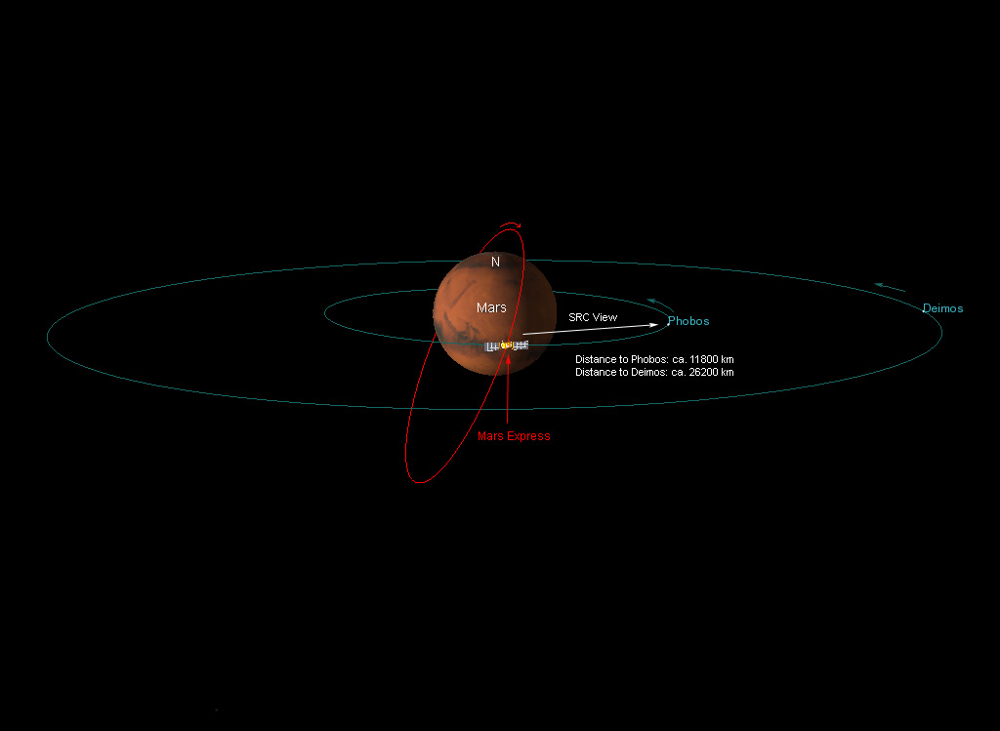 N
Mars
SRC View
Deimos
Phobos
Distance to Phobos: ca. 11800 km
Distance to Deimos: ca. 26200 km
Mars Express